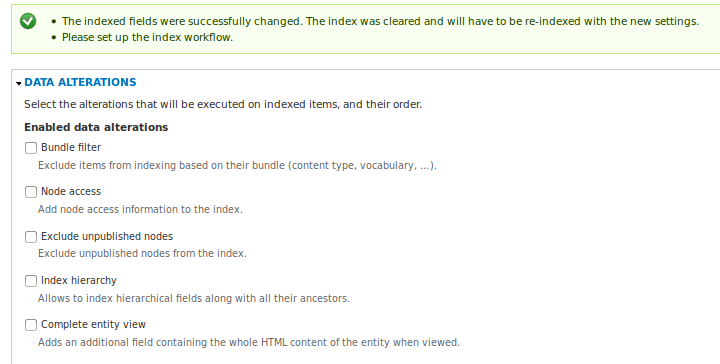 The indexed fields were successfully changed. The index was cleared and will have to be re-indexed with the new settings.
Please set up the index workflow.
DATA ALTERATIONS
Select the alterations that will be executed on indexed items, and their order.
Enabled data alterations
Bundle filter
Exclude items from indexing based on their bundle (content type, vocabulary, ...).
Node access
Add node access information to the index.
Exclude unpublished nodes
Exclude unpublished nodes from the index.
Index hierarchy
Allows to index hierarchical fields along with all their ancestors.
Complete entity view
Adds an additional field containing the whole HTML content of the entity when viewed.